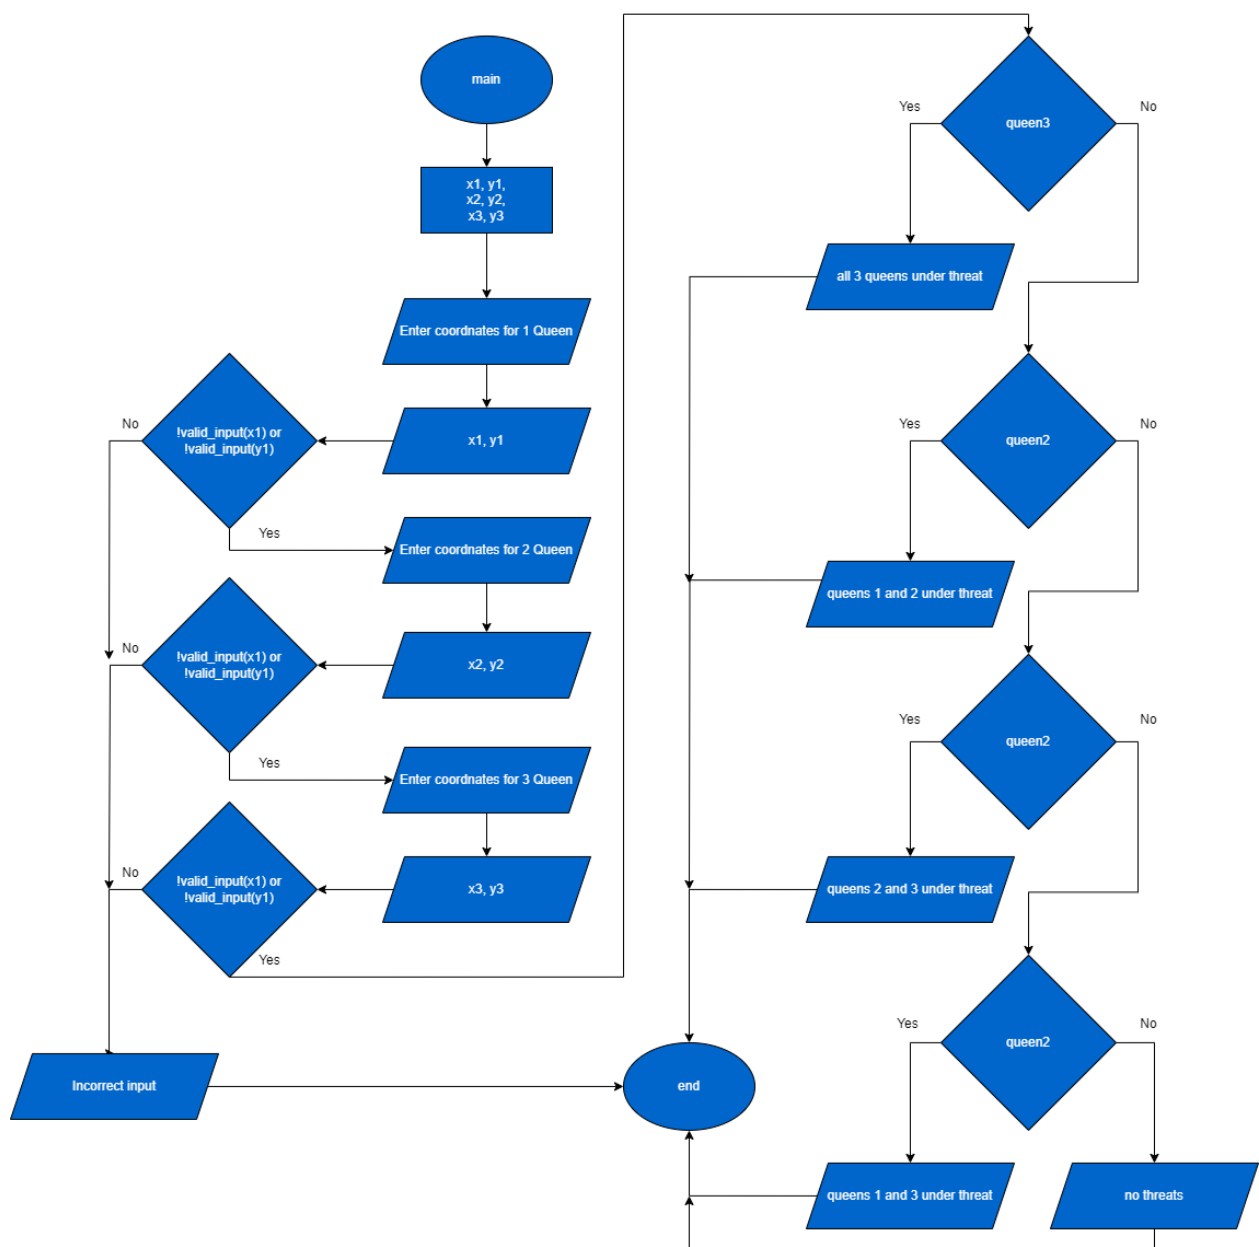 main
x1, y1,
x2, y2,
x3, y3
Enter coordnates for 1 Queen
x1, y1
!valid_input(x1) or
!valid_input(y1)
No
Yes
Enter coordnates for 2 Queen
x2, y2
!valid_input(x1) or
!valid_input(y1)
No
Yes
Enter coordnates for 3 Queen
x3, y3
!valid_input(x1) or
!valid_input(y1)
No
Yes
Incorrect input
end
queen3
Yes
No
all 3 queens under threat
queen2
Yes
No
queens 1 and 2 under threat
queen2
Yes
No
queens 2 and 3 under threat
queen2
Yes
No
queens 1 and 3 under threat
no threats